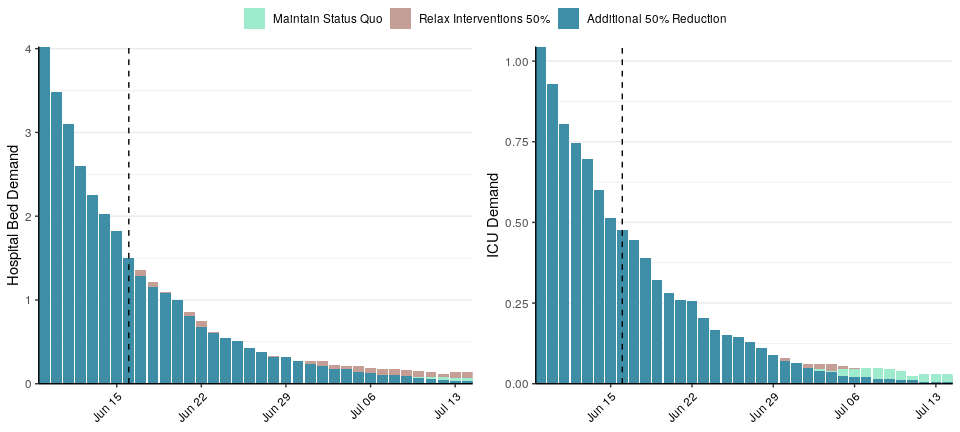 Maintain Status Quo Relax Interventions 50% Additional 50% Reduction
Hospital Bed Demand
4
3
2
1
0
Jun 15 Jun 22 Jun 29 Jul 06 Jul 13
ICU Demand
1.00
0.75
0.50
0.25
0.00
Jun 15 Jun 22 Jun 29 Jul 06 Jul 13